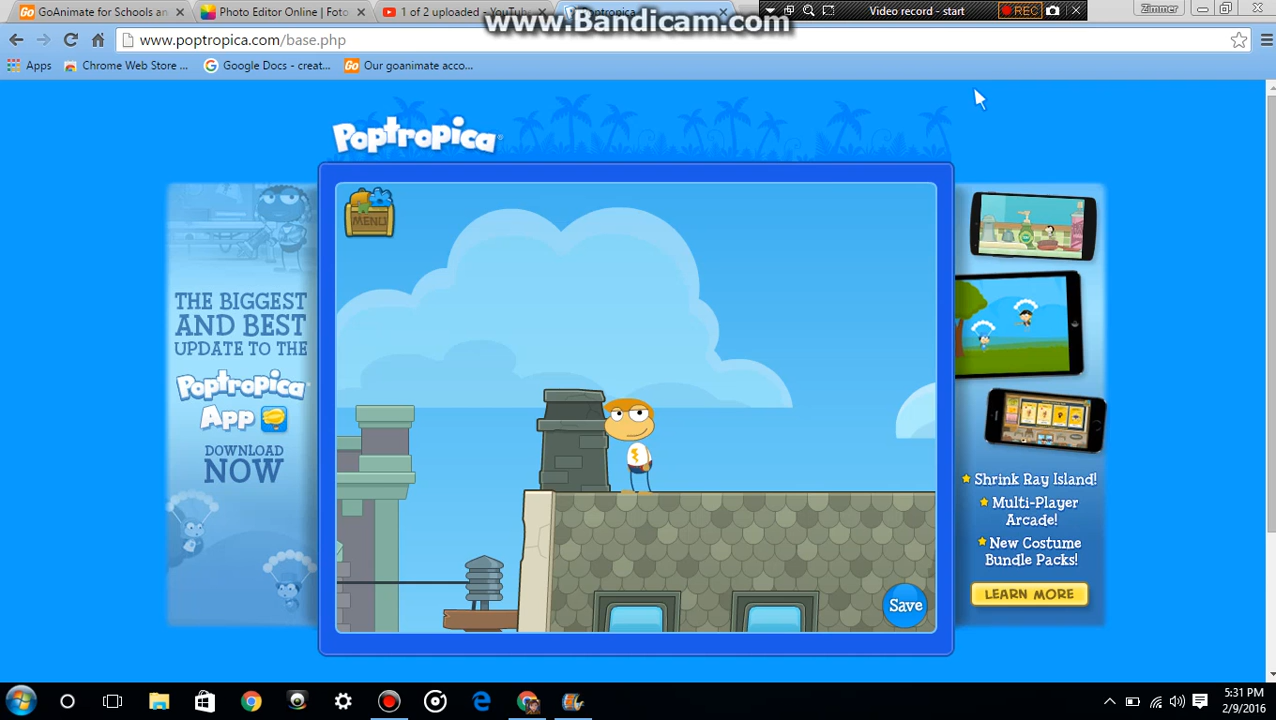 GoAnimate for Schools an
Photo Editor Online | Foto
1 of 2 uploaded - YouTube
Poptropica
www.Bandicam.com
Video record - start
REC
Zimmer
www.poptropica.com/base.php
Apps
Chrome Web Store ...
Google Docs - creat...
Our goanimate acco...
Poptropica
MENU
THE BIGGEST
AND BEST
UPDATE TO THE
Poptropica
App
DOWNLOAD
NOW
Shrink Ray Island!
Multi-Player
Arcade!
New Costume
Bundle Packs!
LEARN MORE
Save
5:31 PM
2/9/2016